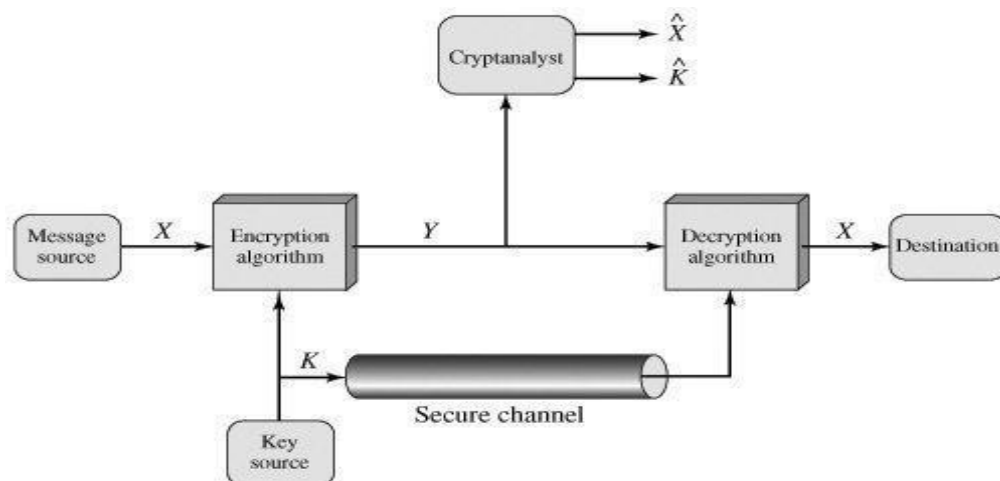 X̂
Cryptanalyst
K̂
Message
source
X
Encryption
algorithm
Y
Decryption
algorithm
X
Destination
K
Secure channel
Key
source